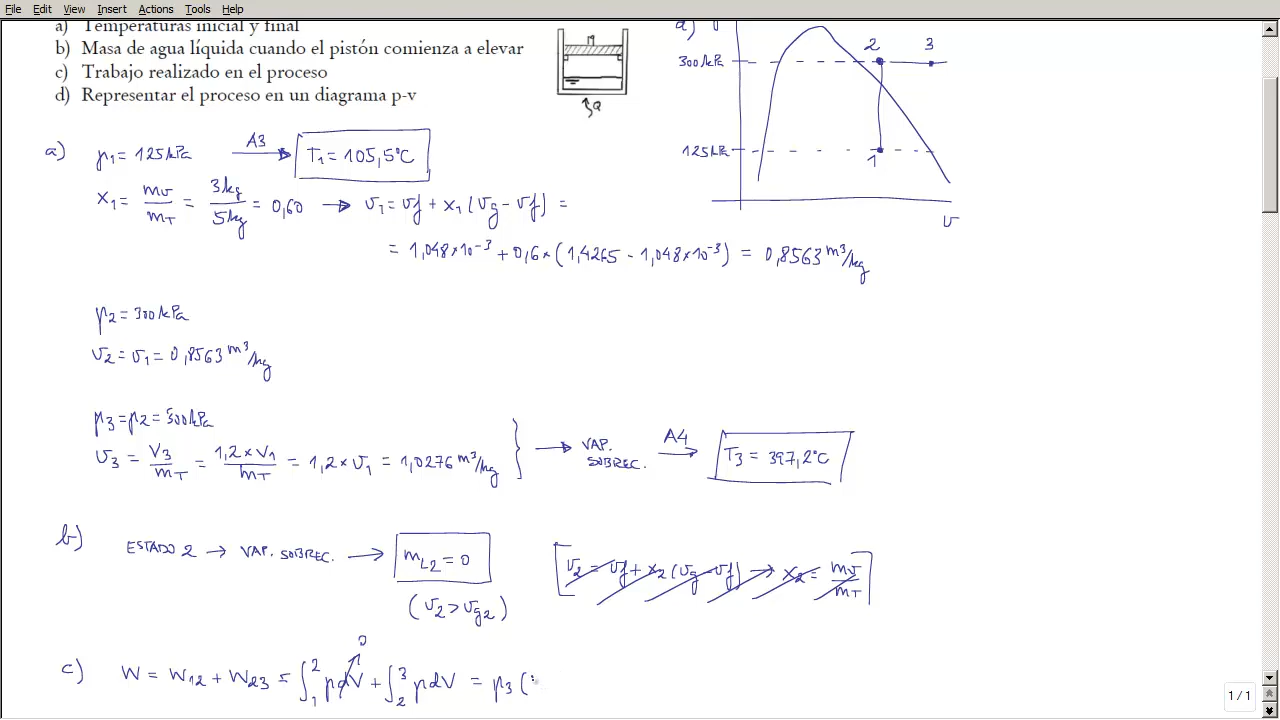 File Edit Insert Actions Tools Help
a) Temperaturas inicial y final
b) Masa de agua líquida cuando el pistón comienza a elevar
c) Trabajo realizado en el proceso
d) Representar el proceso en un diagrama p-v
Q
300 kPa
2 3
125 kPa
1
v
a) p1 = 125 kPa A3 → T1 = 105,5°C
x1 = mv/mT = 3kg/5kg = 0,60 → v1 = vf + x1 (vg - vf) =
= 1,048×10⁻³ + 0,6×(1,4265 - 1,048×10⁻³) = 0,8563 m³/kg
p2 = 300 kPa
v2 = v1 = 0,8563 m³/kg
p3 = p2 = 300 kPa
v3 = V3/mT = 1,2×V1/mT = 1,2×v1 = 1,0276 m³/kg } → VAP. SOBREC. A4 → T3 = 397,2°C
b) ESTADO 2 → VAP. SOBREC. → mL2 = 0 [v2 = vf + x2 (vg - vf) → x2 = mv/mT]
(v2 > vg2)
0
c) W = W12 + W23 = ∫₁² pdV + ∫₂³ pdV = p3 (
1 / 1